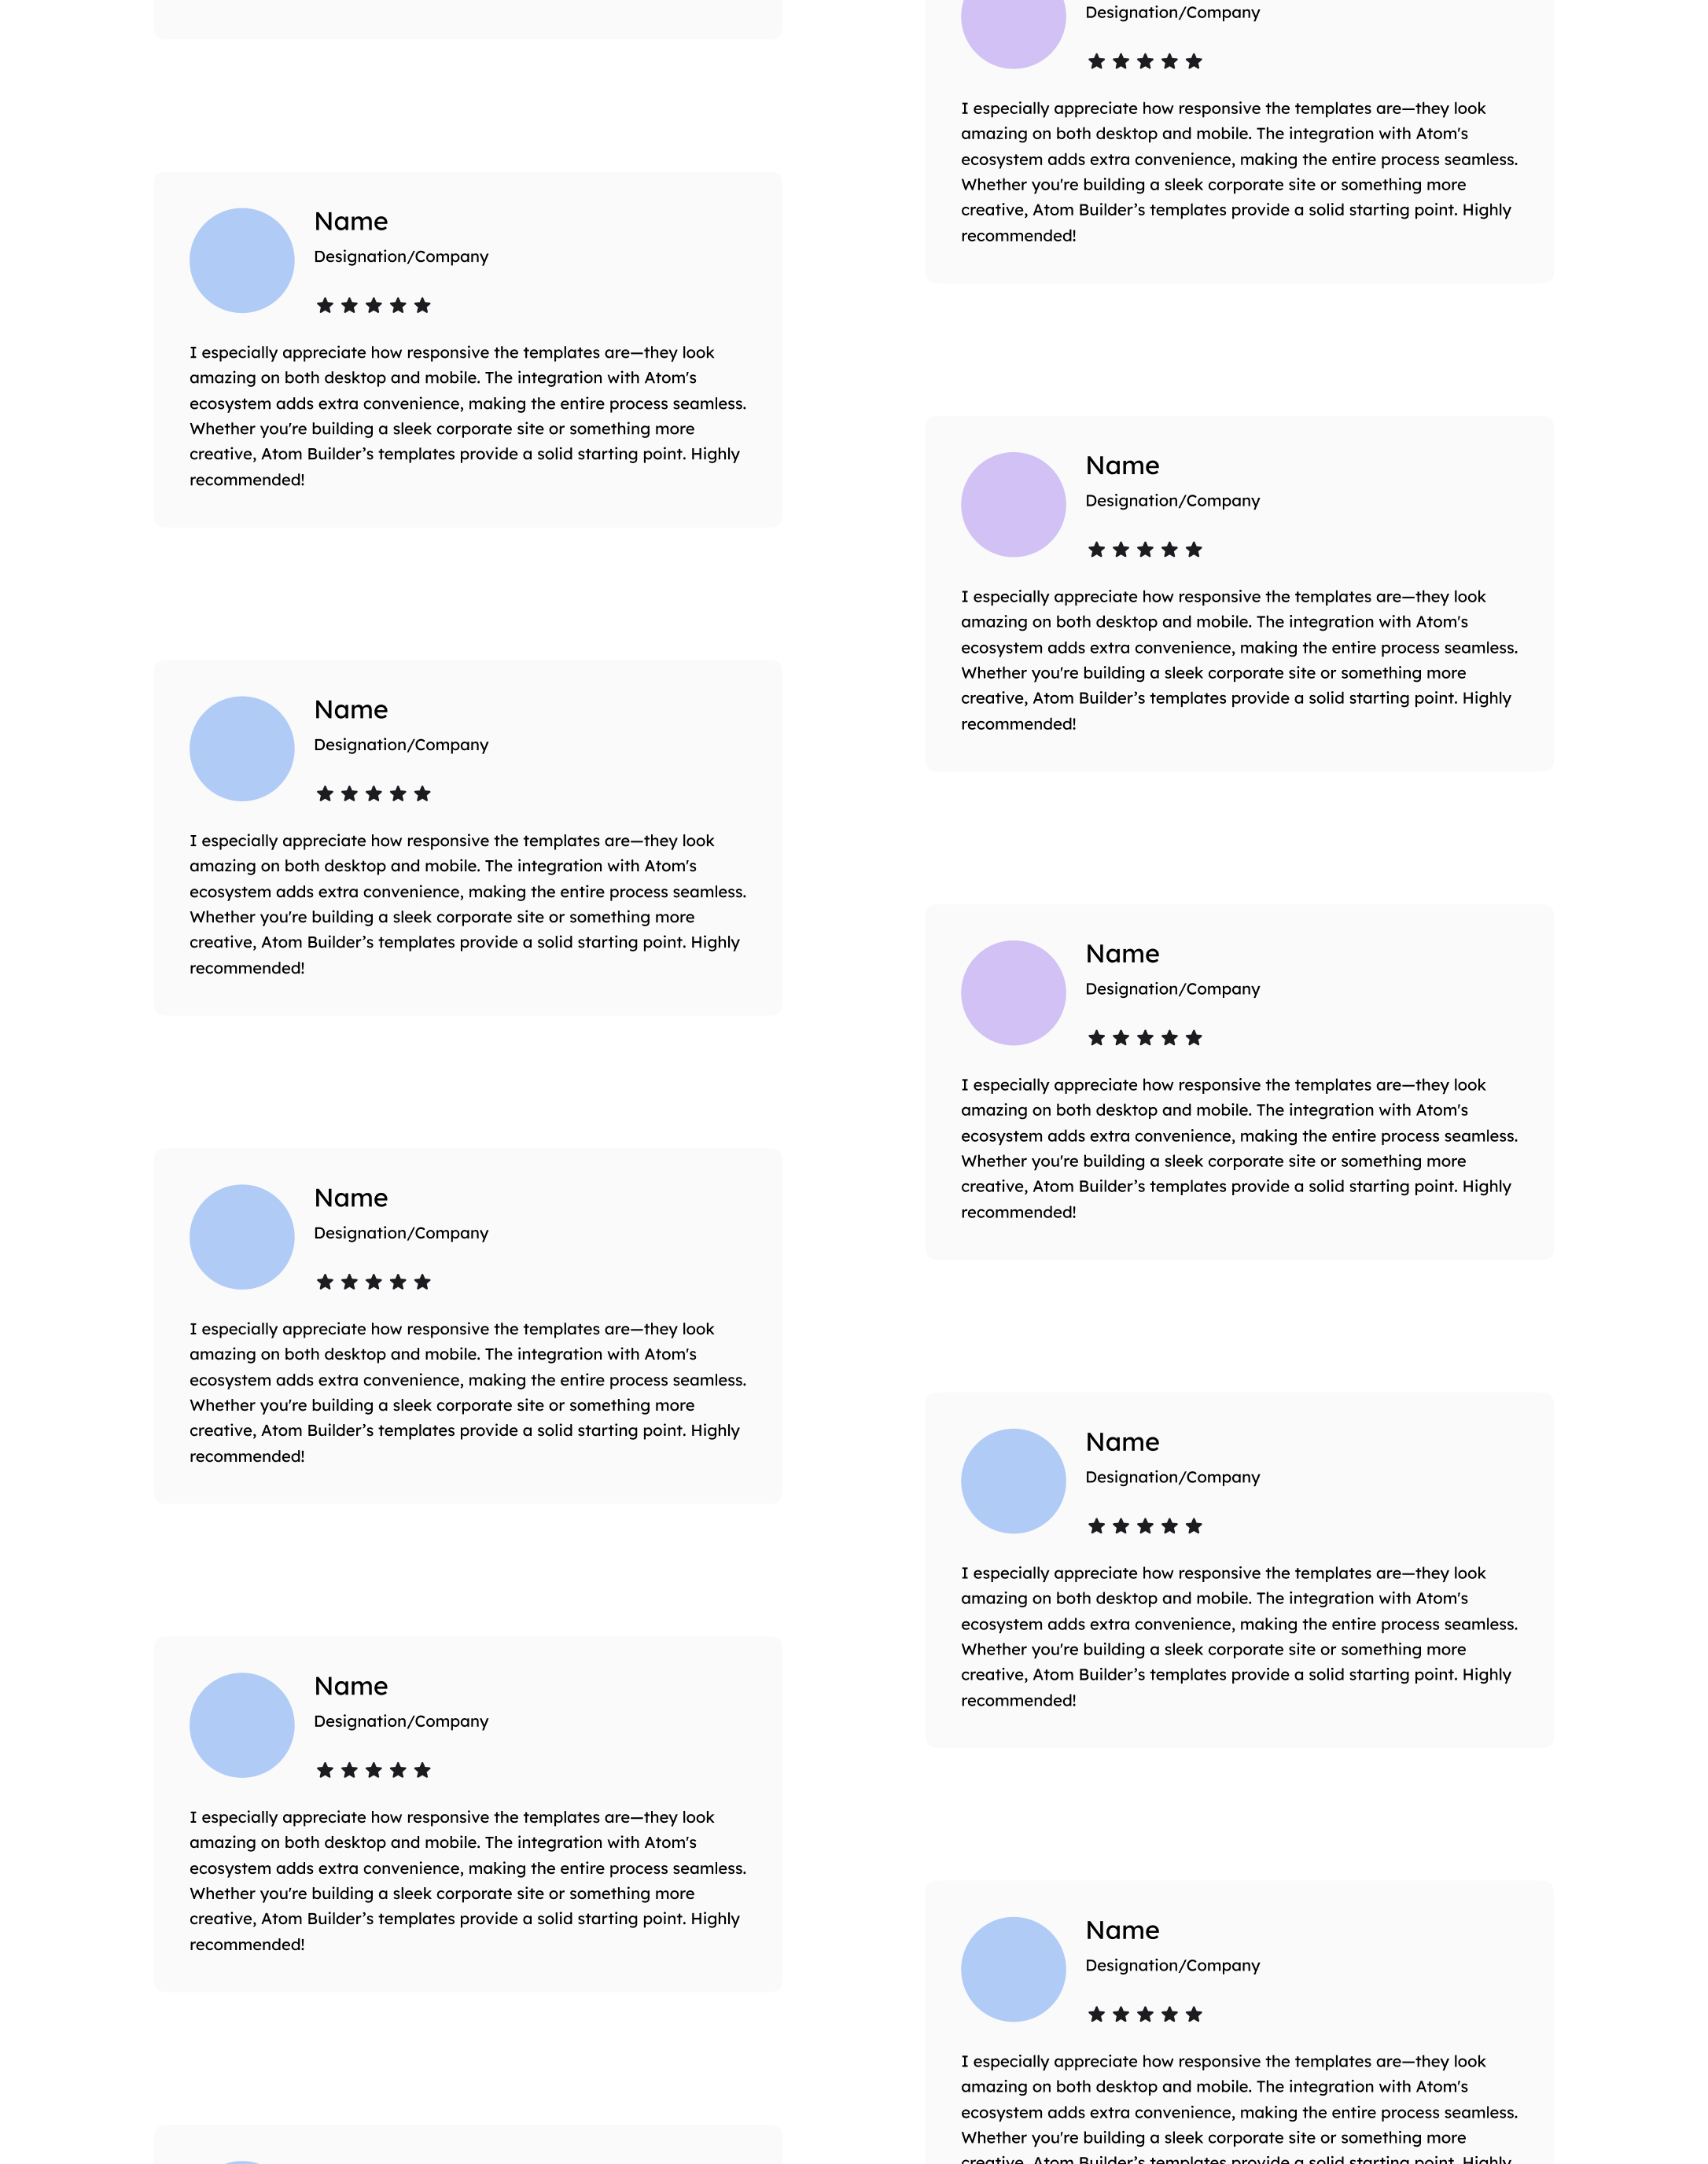 Name
Designation/Company
I especially appreciate how responsive the templates are—they look
amazing on both desktop and mobile. The integration with Atom's
ecosystem adds extra convenience, making the entire process seamless.
Whether you're building a sleek corporate site or something more
creative, Atom Builder’s templates provide a solid starting point. Highly
recommended!
Name
Designation/Company
I especially appreciate how responsive the templates are—they look
amazing on both desktop and mobile. The integration with Atom's
ecosystem adds extra convenience, making the entire process seamless.
Whether you're building a sleek corporate site or something more
creative, Atom Builder’s templates provide a solid starting point. Highly
recommended!
Name
Designation/Company
I especially appreciate how responsive the templates are—they look
amazing on both desktop and mobile. The integration with Atom's
ecosystem adds extra convenience, making the entire process seamless.
Whether you're building a sleek corporate site or something more
creative, Atom Builder’s templates provide a solid starting point. Highly
recommended!
Name
Designation/Company
I especially appreciate how responsive the templates are—they look
amazing on both desktop and mobile. The integration with Atom's
ecosystem adds extra convenience, making the entire process seamless.
Whether you're building a sleek corporate site or something more
creative, Atom Builder’s templates provide a solid starting point. Highly
recommended!
Designation/Company
I especially appreciate how responsive the templates are—they look
amazing on both desktop and mobile. The integration with Atom's
ecosystem adds extra convenience, making the entire process seamless.
Whether you're building a sleek corporate site or something more
creative, Atom Builder’s templates provide a solid starting point. Highly
recommended!
Name
Designation/Company
I especially appreciate how responsive the templates are—they look
amazing on both desktop and mobile. The integration with Atom's
ecosystem adds extra convenience, making the entire process seamless.
Whether you're building a sleek corporate site or something more
creative, Atom Builder’s templates provide a solid starting point. Highly
recommended!
Name
Designation/Company
I especially appreciate how responsive the templates are—they look
amazing on both desktop and mobile. The integration with Atom's
ecosystem adds extra convenience, making the entire process seamless.
Whether you're building a sleek corporate site or something more
creative, Atom Builder’s templates provide a solid starting point. Highly
recommended!
Name
Designation/Company
I especially appreciate how responsive the templates are—they look
amazing on both desktop and mobile. The integration with Atom's
ecosystem adds extra convenience, making the entire process seamless.
Whether you're building a sleek corporate site or something more
creative, Atom Builder’s templates provide a solid starting point. Highly
recommended!
Name
Designation/Company
I especially appreciate how responsive the templates are—they look
amazing on both desktop and mobile. The integration with Atom's
ecosystem adds extra convenience, making the entire process seamless.
Whether you're building a sleek corporate site or something more
creative, Atom Builder’s templates provide a solid starting point. Highly